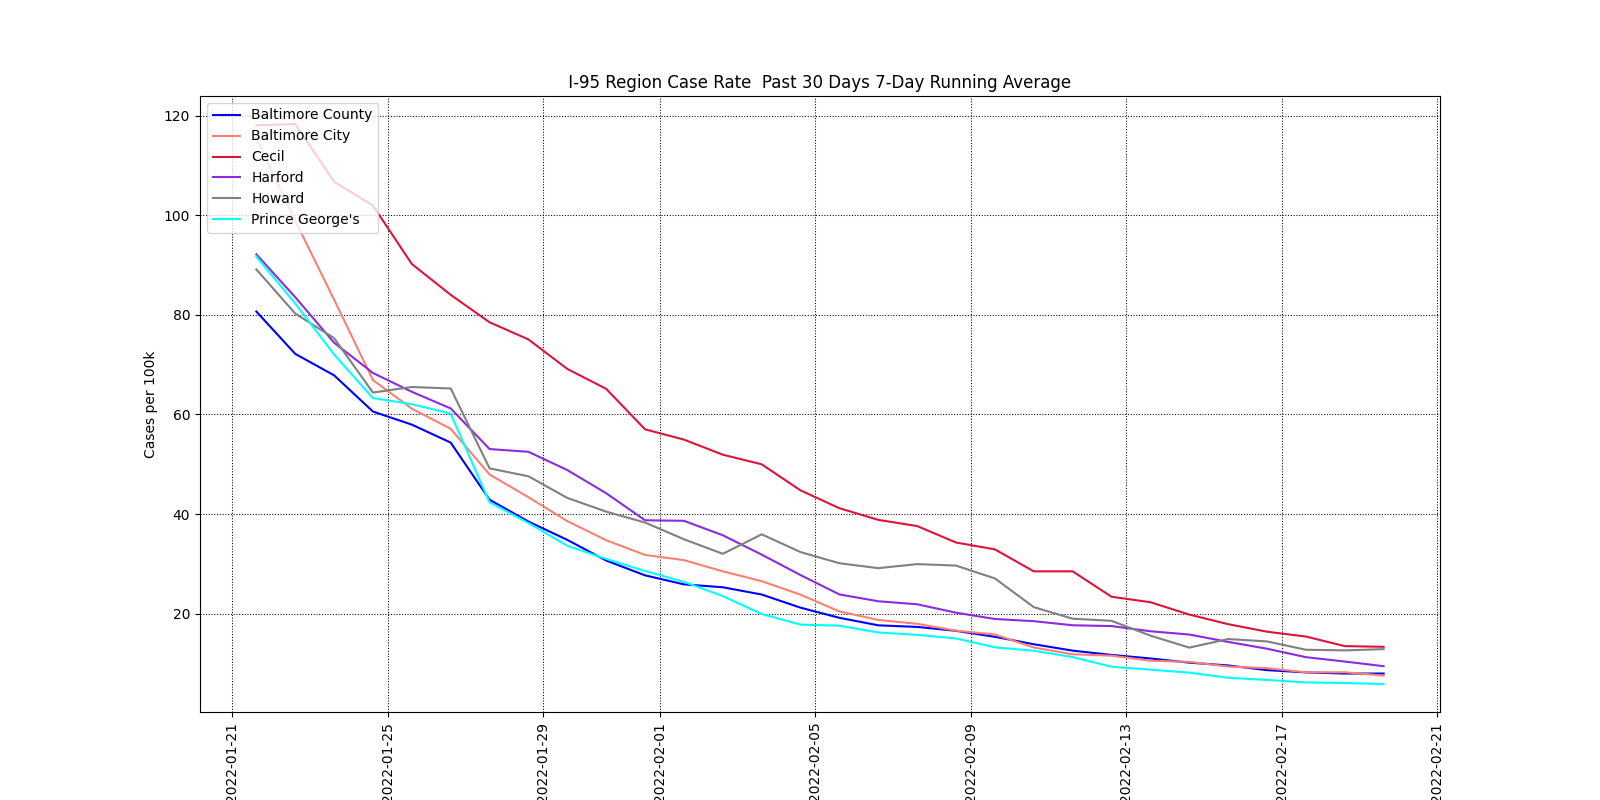 I-95 Region Case Rate  Past 30 Days 7-Day Running Average
Cases per 100k
120
100
80
60
40
20
Baltimore County
Baltimore City
Cecil
Harford
Howard
Prince George's
2022-01-21
2022-01-25
2022-01-29
2022-02-01
2022-02-05
2022-02-09
2022-02-13
2022-02-17
2022-02-21